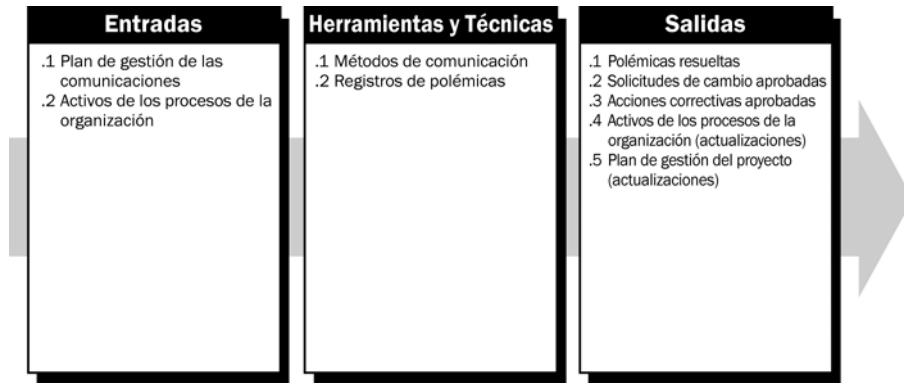 Entradas
.1 Plan de gestión de las
comunicaciones
.2 Activos de los procesos de la
organización
Herramientas y Técnicas
.1 Métodos de comunicación
.2 Registros de polémicas
Salidas
.1 Polémicas resueltas
.2 Solicitudes de cambio aprobadas
.3 Acciones correctivas aprobadas
.4 Activos de los procesos de la
organización (actualizaciones)
.5 Plan de gestión del proyecto
(actualizaciones)